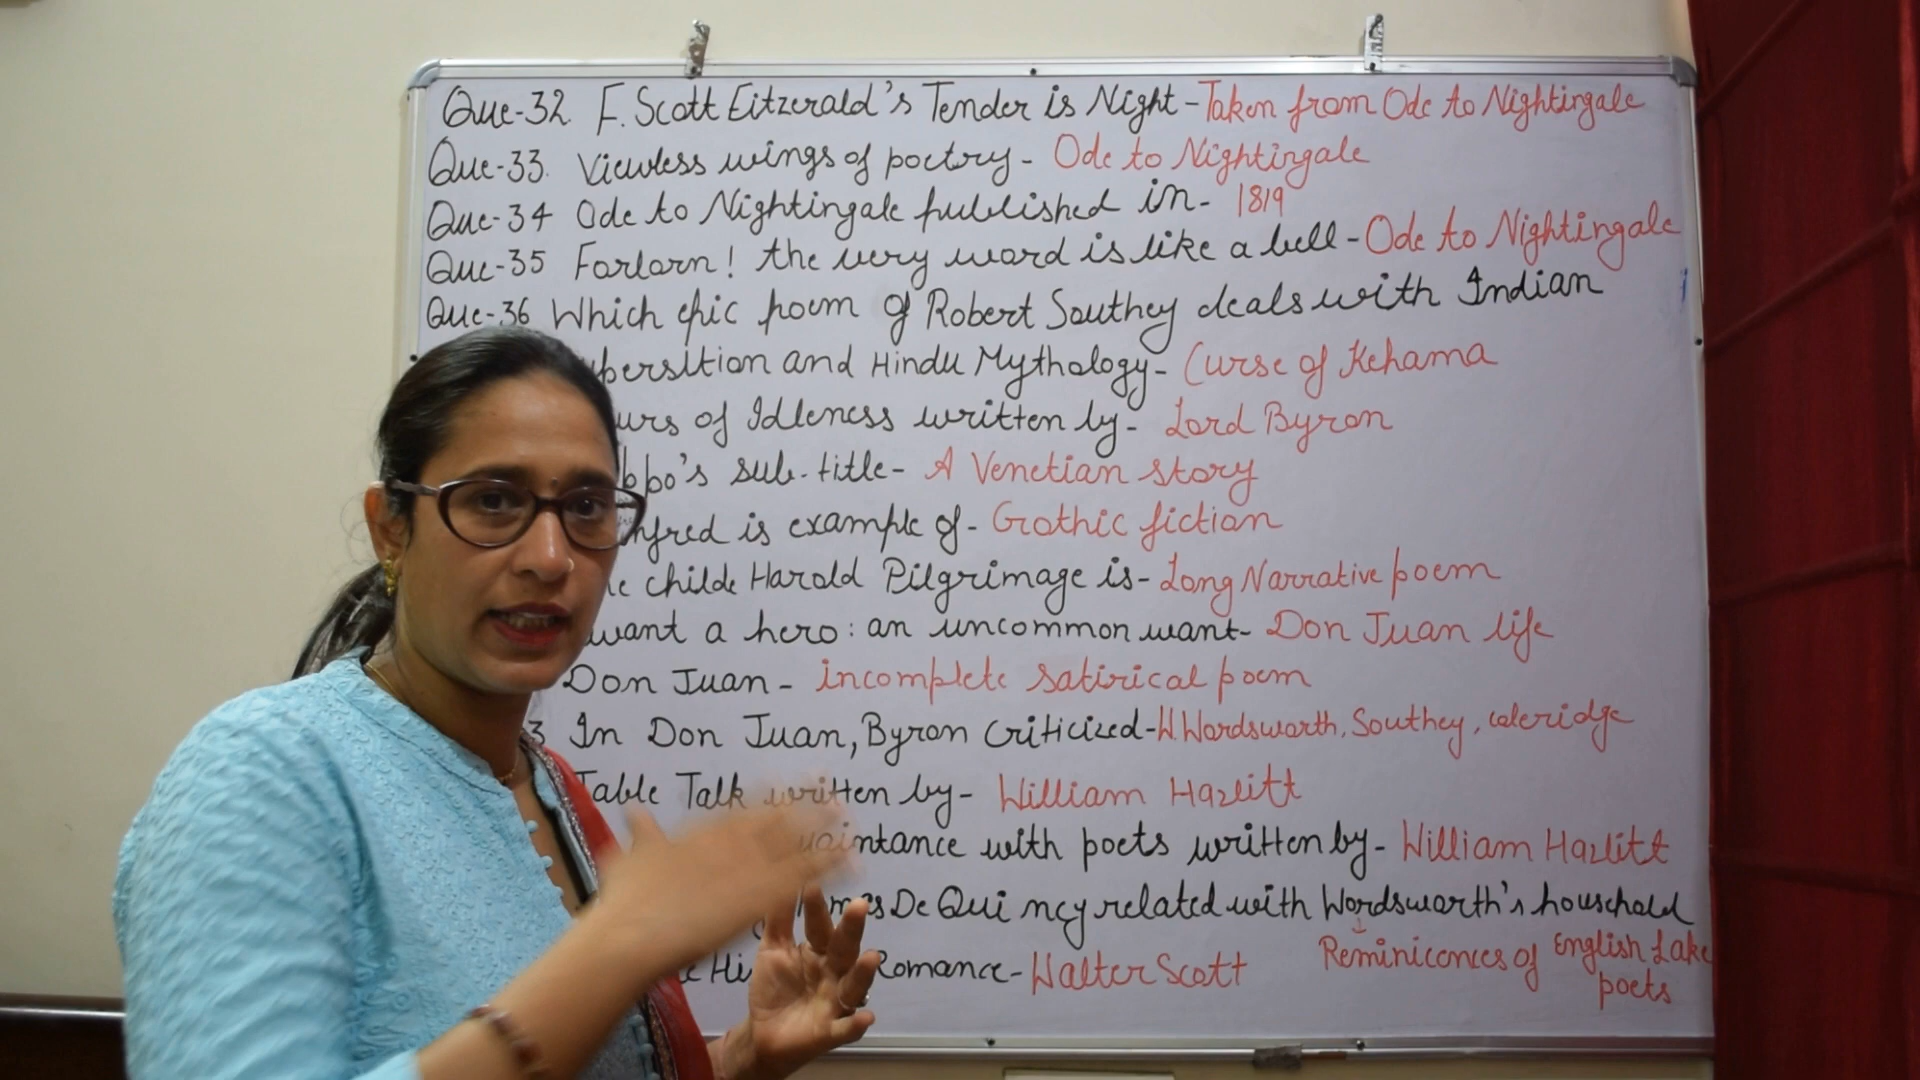 Que-32. F. Scott Fitzerald's Tender is Night - Taken from Ode to Nightingale
Que-33. Viewless wings of poetry - Ode to Nightingale
Que-34 Ode to Nightingale published in - 1819
Que-35 Forlorn! the very word is like a bell - Ode to Nightingale
Que-36 Which epic poem of Robert Southey deals with Indian
persition and Hindu Mythology - Curse of Kehama
urs of Idleness written by - Lord Byron
ppo's sub-title - A Venetian story
nfred is example of - Gothic fiction
childe Harold Pilgrimage is - Long Narrative poem
want a hero: an uncommon want - Don Juan life
Don Juan - incomplete satirical poem
3 In Don Juan, Byron criticized - W. Wordsworth, Southey, coleridge
Table Talk written by - William Hazlitt
aintance with poets written by - William Hazlitt
mas De Quincy related with Wordsworth's household
Reminicences of English Lake poets
Hi Romance - Walter Scott